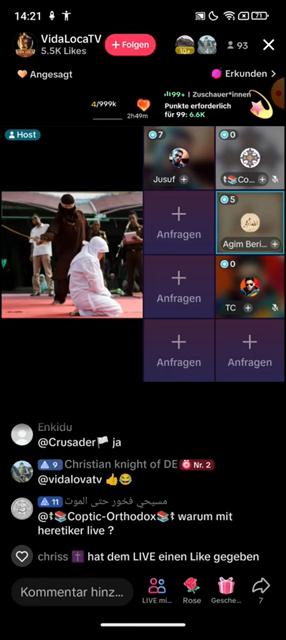 14:21
71
VidaLocaTV
5.5K Likes
+ Folgen
10+
93
Angesagt
Erkunden >
4/999k
2h49m
99+ | Zuschauer*innen
Punkte erforderlich
für 99: 6.6K
Host
7
Jusuf
0
Co...
Anfragen
5
Agim Beri...
Anfragen
0
TC
Anfragen
Anfragen
Enkidu
@Crusader🏳️ ja
9 Christian knight of DE Nr. 2
@vidalovatv 👍😂
11 مسيحي فخور حتى الموت
@☦📚Coptic-Orthodox📚☦ warum mit
heretiker live ?
chriss ✝️ hat dem LIVE einen Like gegeben
Kommentar hinz...
LIVE mi...
Rose
Gesche...
7